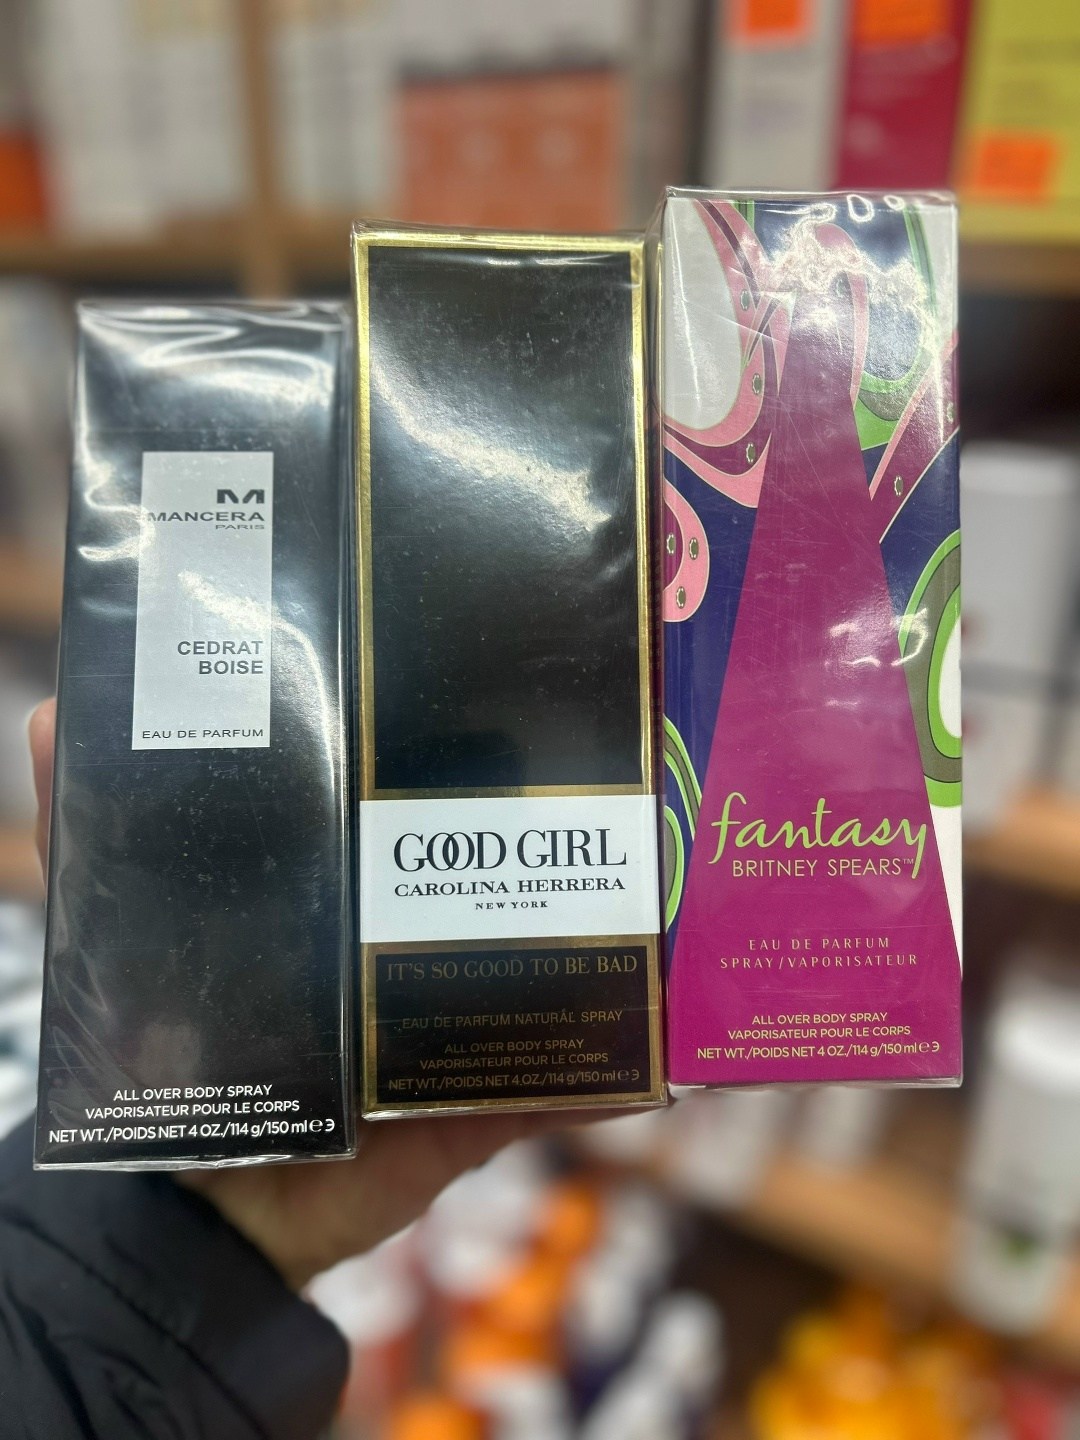 M
MANCERA
PARIS
CEDRAT
BOISE
EAU DE PARFUM
ALL OVER BODY SPRAY
VAPORISATEUR POUR LE CORPS
NET WT./POIDS NET 4 OZ./114 g/150 ml e 3
GOOD GIRL
CAROLINA HERRERA
NEW YORK
IT'S SO GOOD TO BE BAD
EAU DE PARFUM NATURAL SPRAY
ALL OVER BODY SPRAY
VAPORISATEUR POUR LE CORPS
NET WT./POIDS NET 4.OZ./114 g/150 ml e 3
fantasy
BRITNEY SPEARS™
EAU DE PARFUM
SPRAY/VAPORISATEUR
ALL OVER BODY SPRAY
VAPORISATEUR POUR LE CORPS
NET WT./POIDS NET 4 OZ./114 g/150 ml e 3